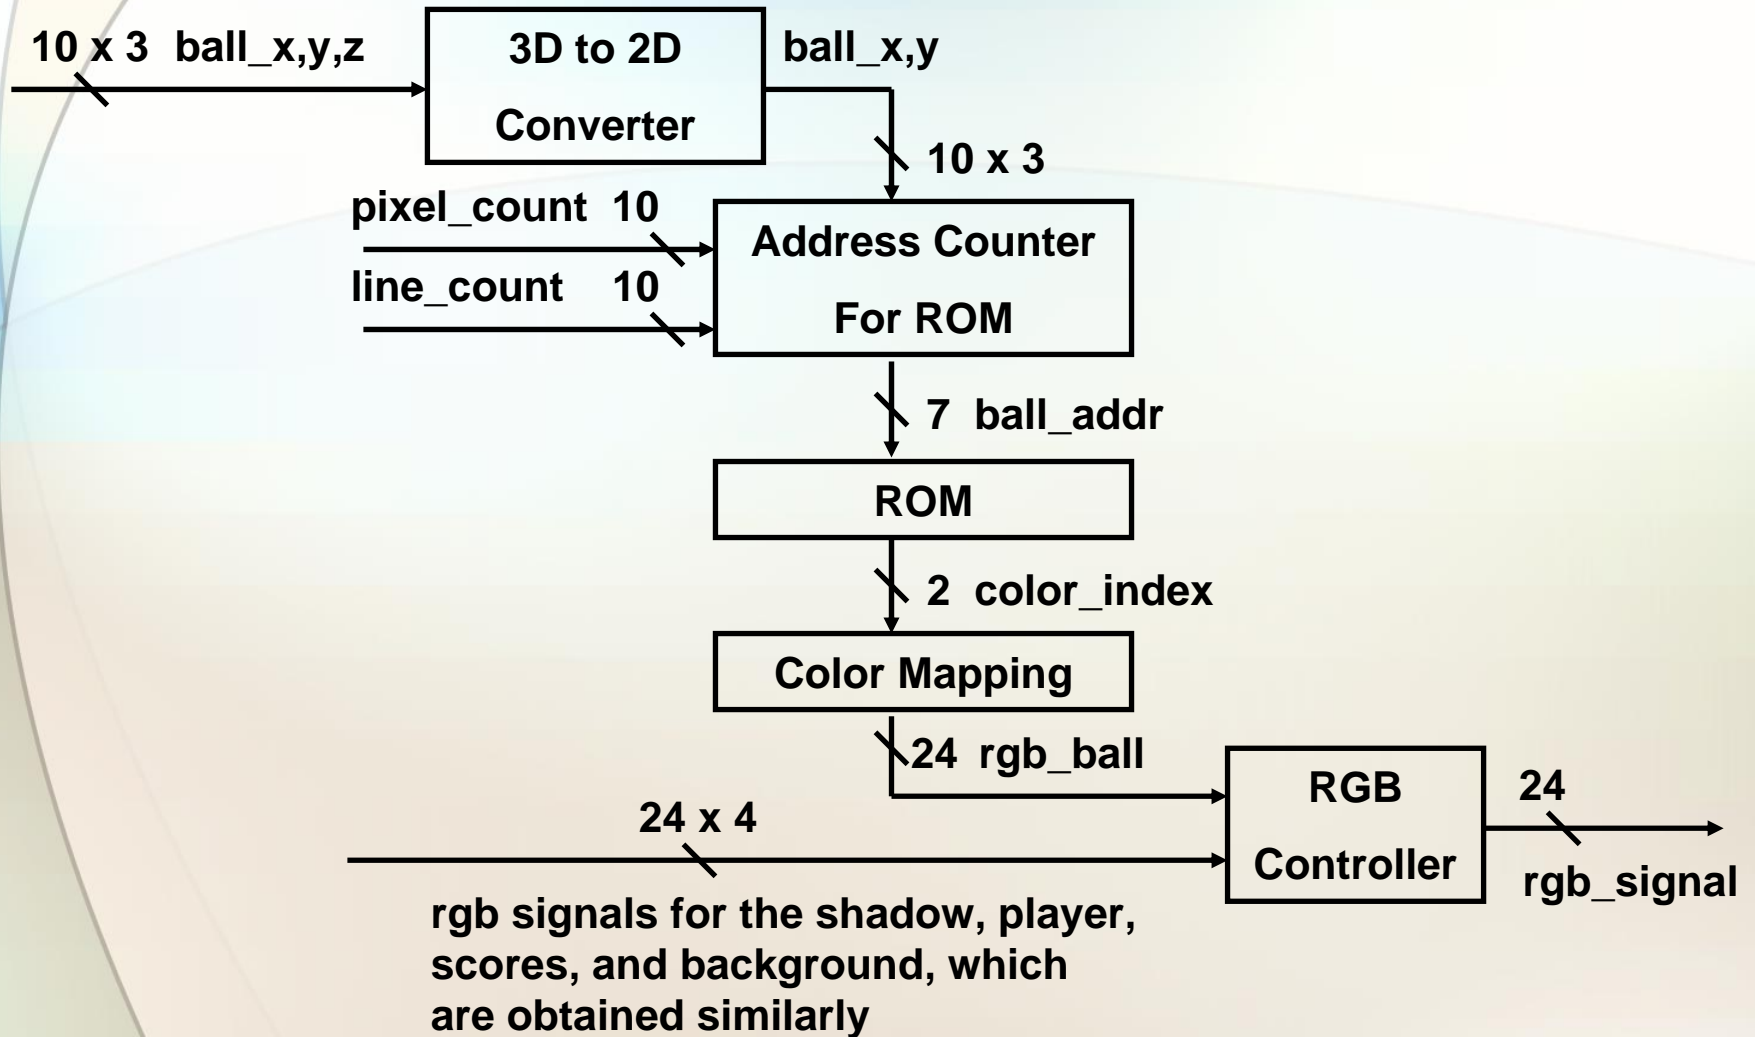 10 x 3 ball_x,y,z
3D to 2D
Converter
ball_x,y
10 x 3
pixel_count 10
line_count 10
Address Counter
For ROM
7 ball_addr
ROM
2 color_index
Color Mapping
24 rgb_ball
24 x 4
RGB
Controller
24
rgb_signal
rgb signals for the shadow, player,
scores, and background, which
are obtained similarly